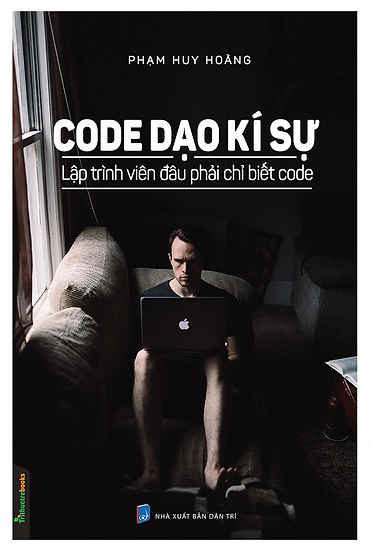 PHẠM HUY HOÀNG
CODE DẠO KÍ SỰ
Lập trình viên đâu phải chỉ biết code
Trithuctrebooks
NHÀ XUẤT BẢN DÂN TRÍ